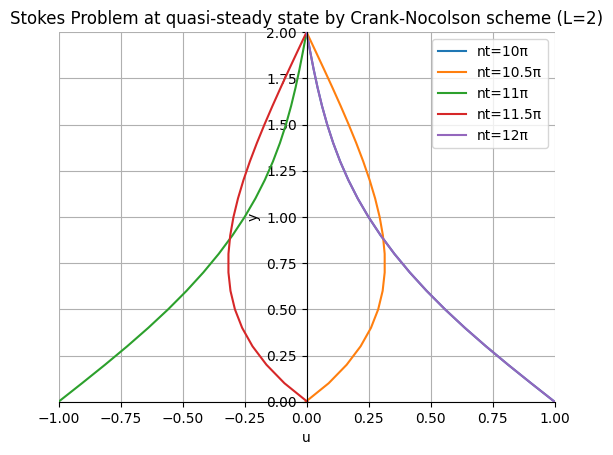 Stokes Problem at quasi-steady state by Crank-Nocolson scheme (L=2)
2.00
1.75
1.50
1.25
1.00
0.75
0.50
0.25
0.00
y
nt=10π
nt=10.5π
nt=11π
nt=11.5π
nt=12π
−1.00 −0.75 −0.50 −0.25 0.00 0.25 0.50 0.75 1.00
u